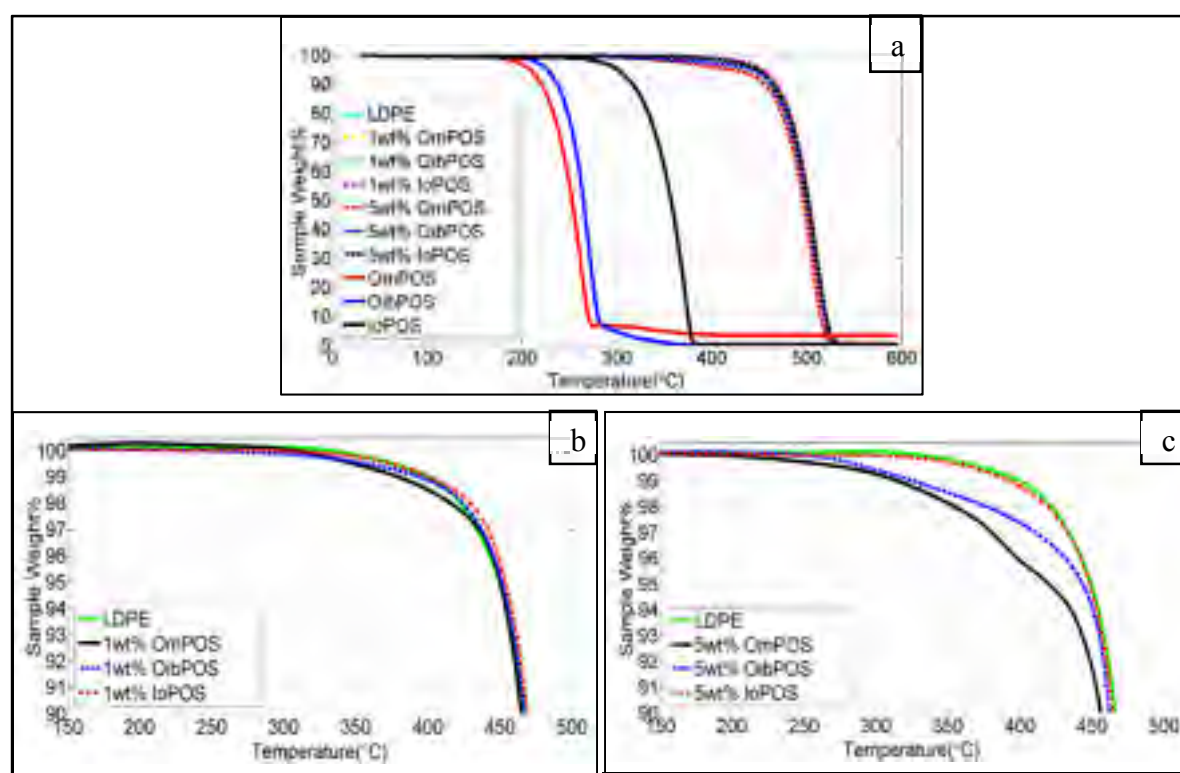 a
100
90
80
70
60
50
40
30
20
10
5
Sample Weight%
LDPE
1wt% OmPOS
1wt% OibPOS
1wt% IoPOS
5wt% OmPOS
5wt% OibPOS
5wt% IoPOS
OmPOS
OibPOS
IoPOS
0 100 200 300 400 500 600
Temperature(°C)
b
100
99
98
97
96
95
94
93
92
91
90
Sample Weight%
LDPE
1wt% OmPOS
1wt% OibPOS
1wt% IoPOS
150 200 250 300 350 400 450 500
Temperature(°C)
c
100
99
98
97
96
95
94
93
92
91
90
Sample Weight%
LDPE
5wt% OmPOS
5wt% OibPOS
5wt% IoPOS
150 200 250 300 350 400 450 500
Temperature(°C)